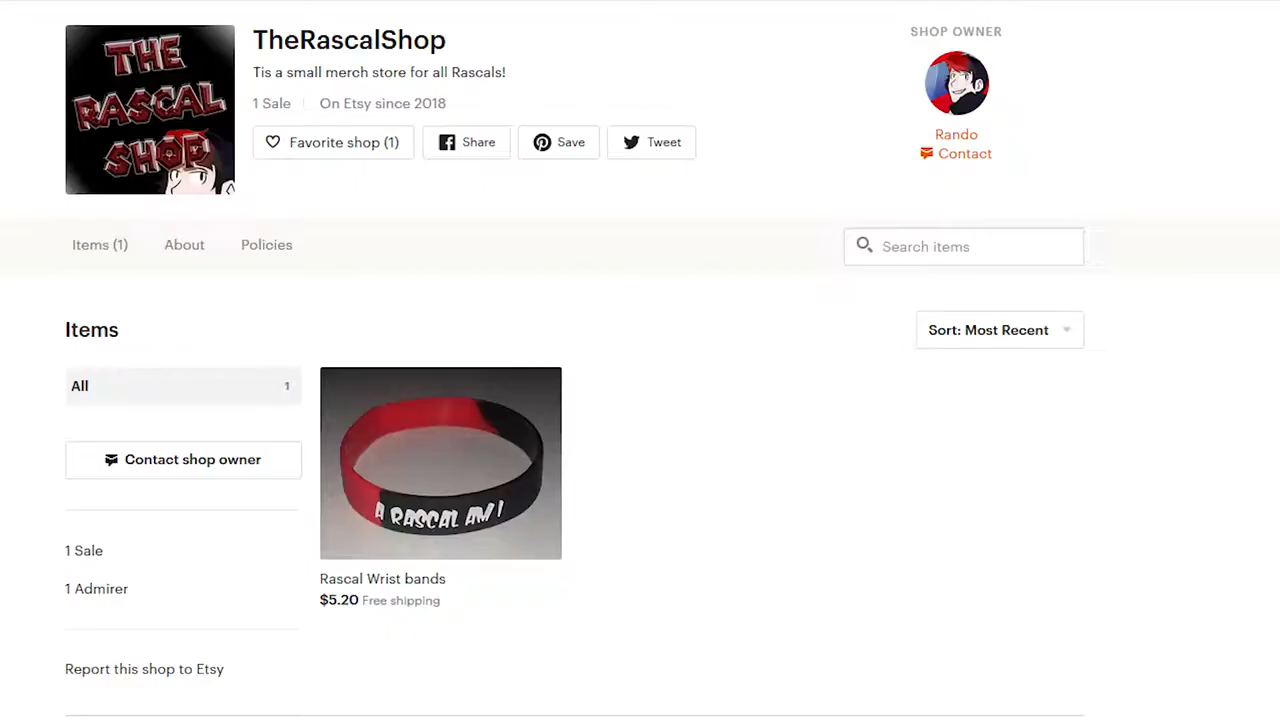 THE
RASCAL
SHOP
TheRascalShop
Tis a small merch store for all Rascals!
1 Sale
On Etsy since 2018
Favorite shop (1)
Share
Save
Tweet
SHOP OWNER
Rando
Contact
Items (1)
About
Policies
Search items
Items
Sort: Most Recent
All
1
Contact shop owner
1 Sale
1 Admirer
Report this shop to Etsy
A RASCAL AM I
Rascal Wrist bands
$5.20 Free shipping